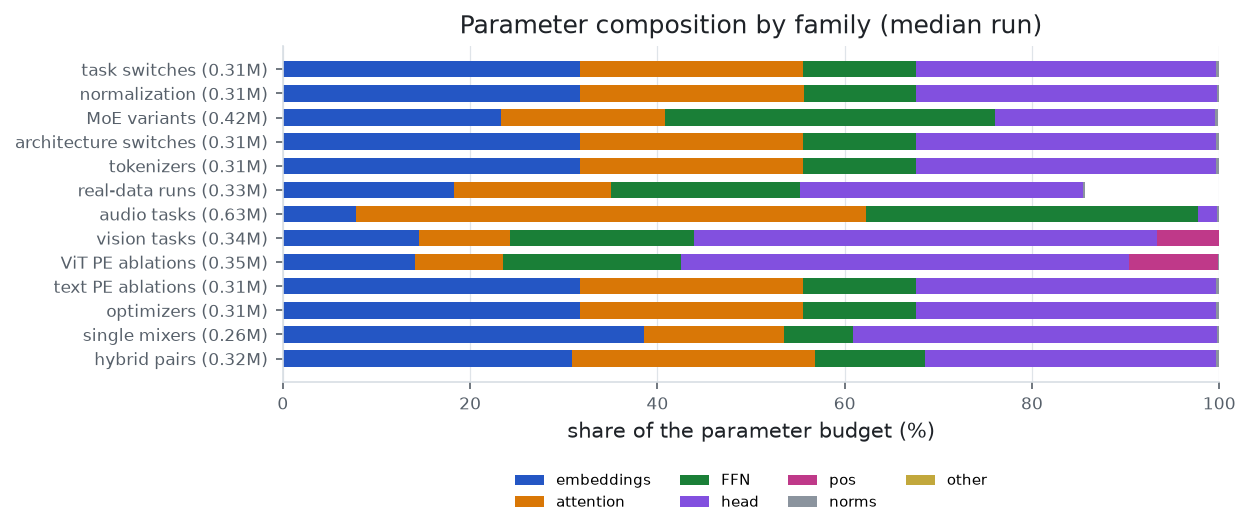 Parameter composition by family (median run)
task switches (0.31M)
normalization (0.31M)
MoE variants (0.42M)
architecture switches (0.31M)
tokenizers (0.31M)
real-data runs (0.33M)
audio tasks (0.63M)
vision tasks (0.34M)
ViT PE ablations (0.35M)
text PE ablations (0.31M)
optimizers (0.31M)
single mixers (0.26M)
hybrid pairs (0.32M)
0 20 40 60 80 100
share of the parameter budget (%)
embeddings FFN pos other
attention head norms